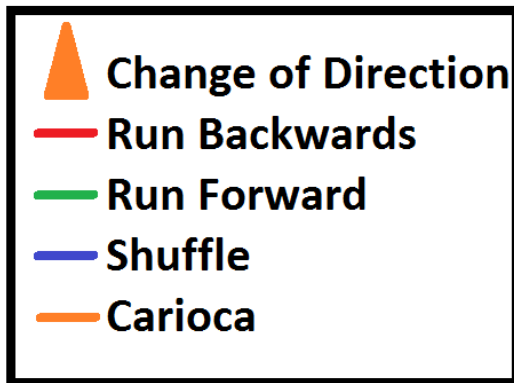 Change of Direction
Run Backwards
Run Forward
Shuffle
Carioca